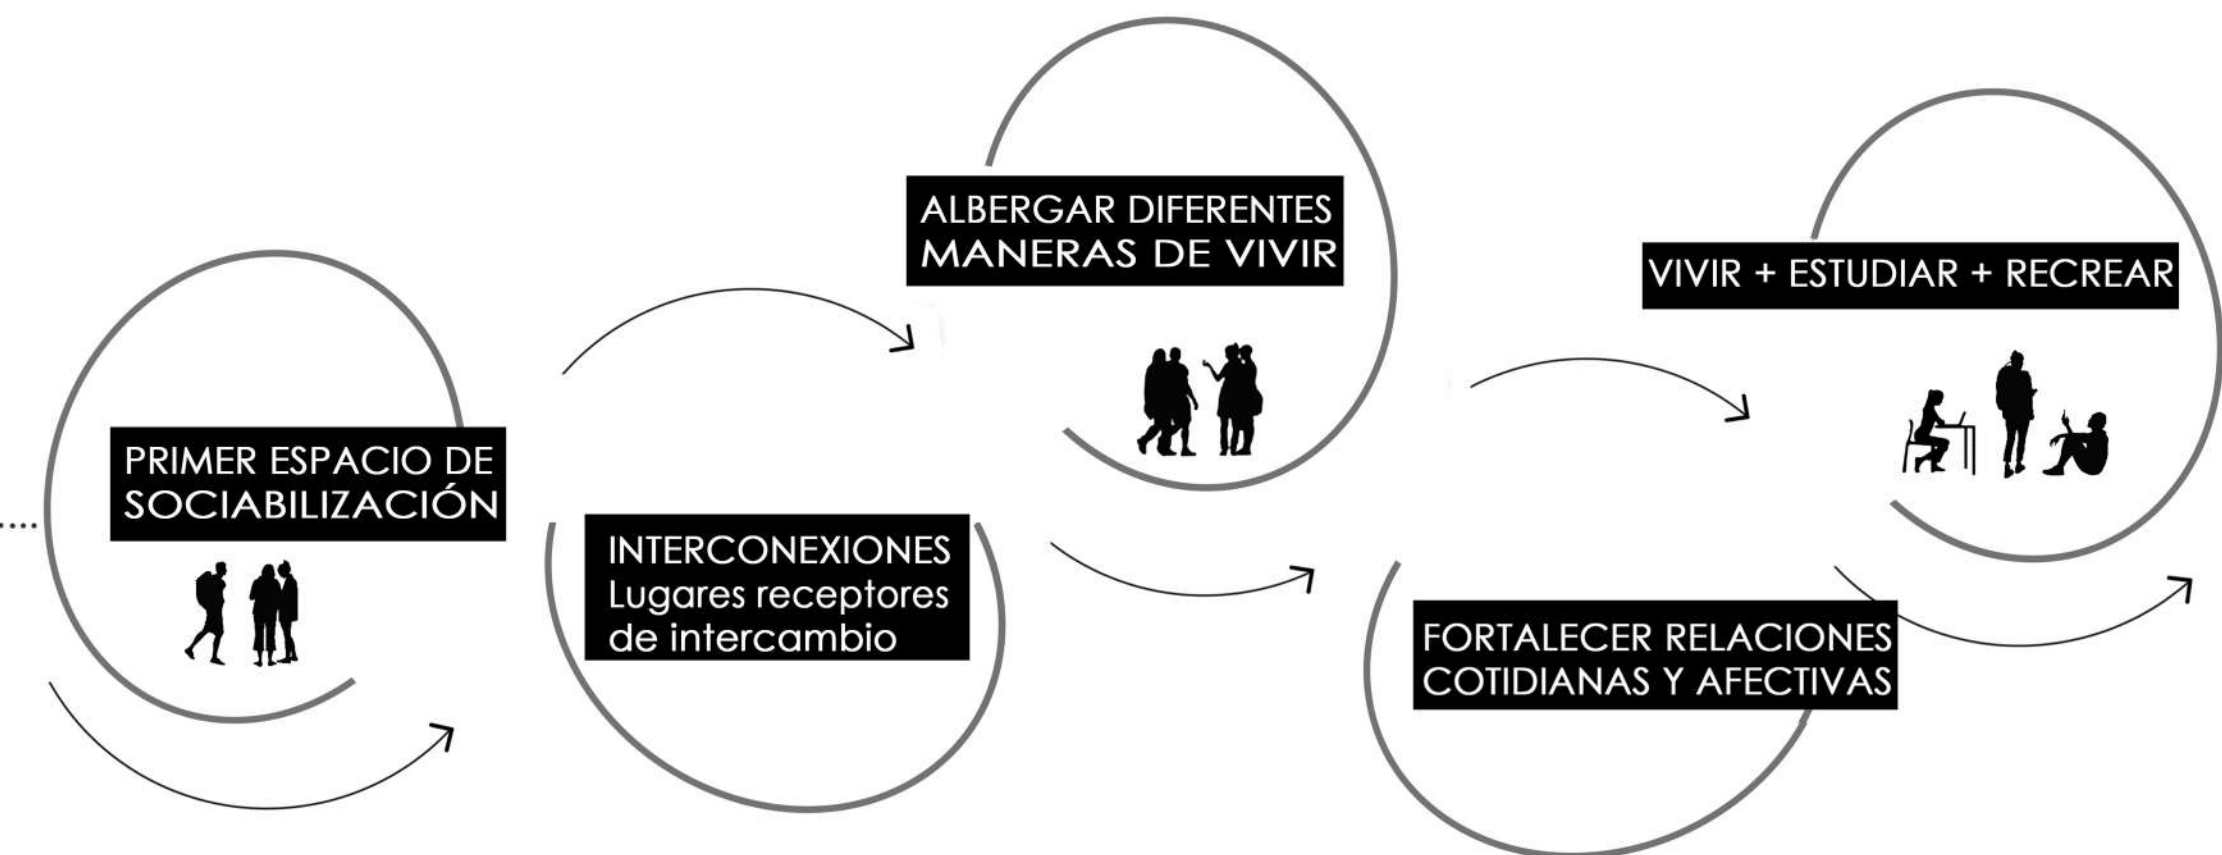 PRIMER ESPACIO DE
SOCIABILIZACIÓN
INTERCONEXIONES
Lugares receptores
de intercambio
ALBERGAR DIFERENTES
MANERAS DE VIVIR
FORTALECER RELACIONES
COTIDIANAS Y AFECTIVAS
VIVIR + ESTUDIAR + RECREAR